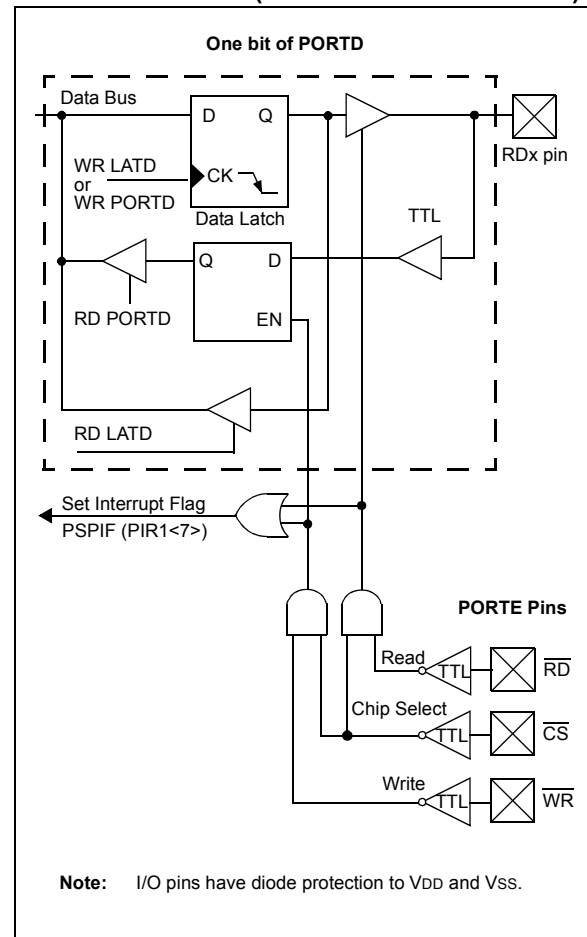 One bit of PORTD
Data Bus
D Q
RDx pin
WR LATD
or
WR PORTD
CK
Data Latch
TTL
Q D
EN
RD PORTD
RD LATD
Set Interrupt Flag
PSPIF (PIR1<7>)
PORTE Pins
Read
TTL
RD
Chip Select
TTL
CS
Write
TTL
WR
Note: I/O pins have diode protection to VDD and VSS.